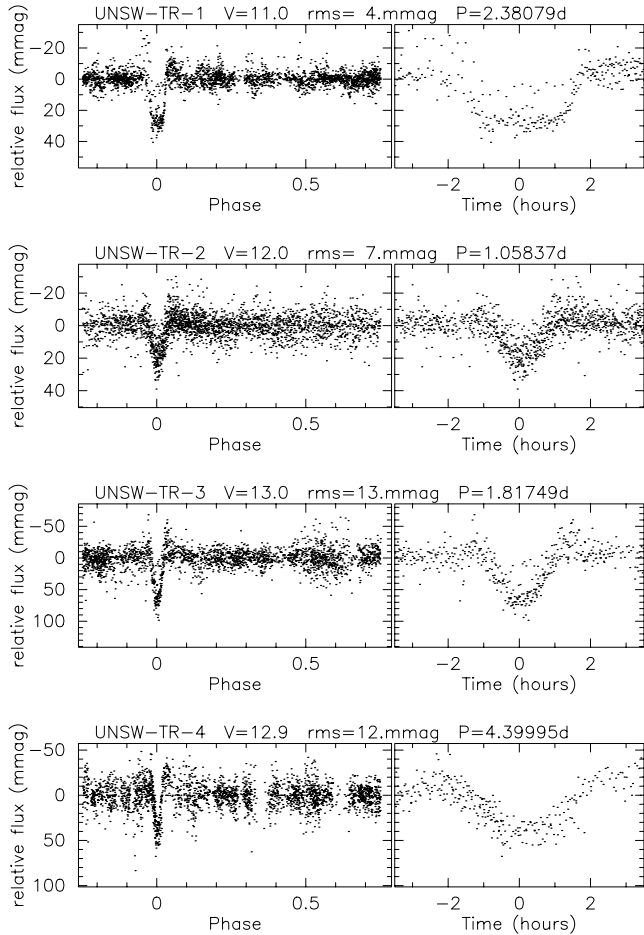 UNSW-TR-1 V=11.0 rms= 4.mmag P=2.38079d
relative flux (mmag)
-20
0
20
40
0 0.5 -2 0 2
Phase Time (hours)
UNSW-TR-2 V=12.0 rms= 7.mmag P=1.05837d
relative flux (mmag)
-20
0
20
40
0 0.5 -2 0 2
Phase Time (hours)
UNSW-TR-3 V=13.0 rms=13.mmag P=1.81749d
relative flux (mmag)
-50
0
50
100
0 0.5 -2 0 2
Phase Time (hours)
UNSW-TR-4 V=12.9 rms=12.mmag P=4.39995d
relative flux (mmag)
-50
0
50
100
0 0.5 -2 0 2
Phase Time (hours)